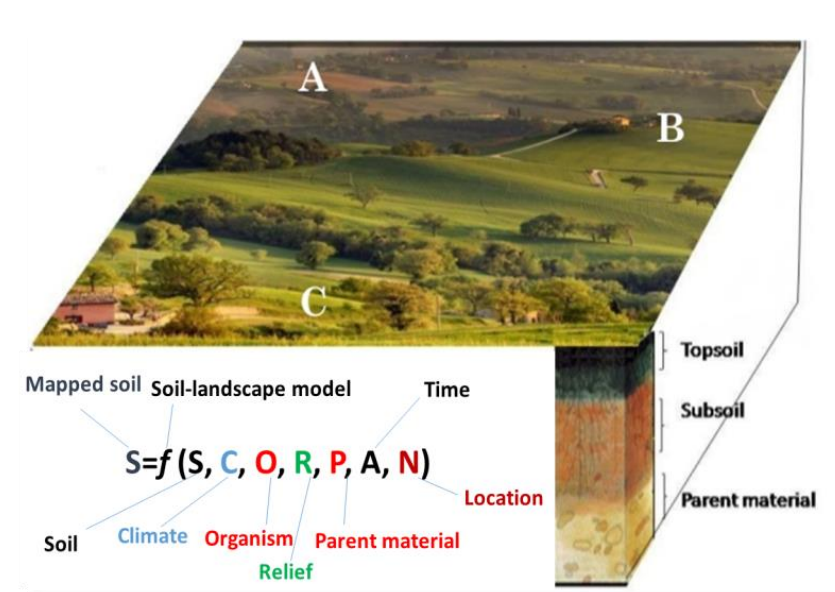 A
B
C
Topsoil
Subsoil
Parent material
Mapped soil
Soil-landscape model
Time
S=f (S, C, O, R, P, A, N)
Location
Climate
Organism
Parent material
Soil
Relief